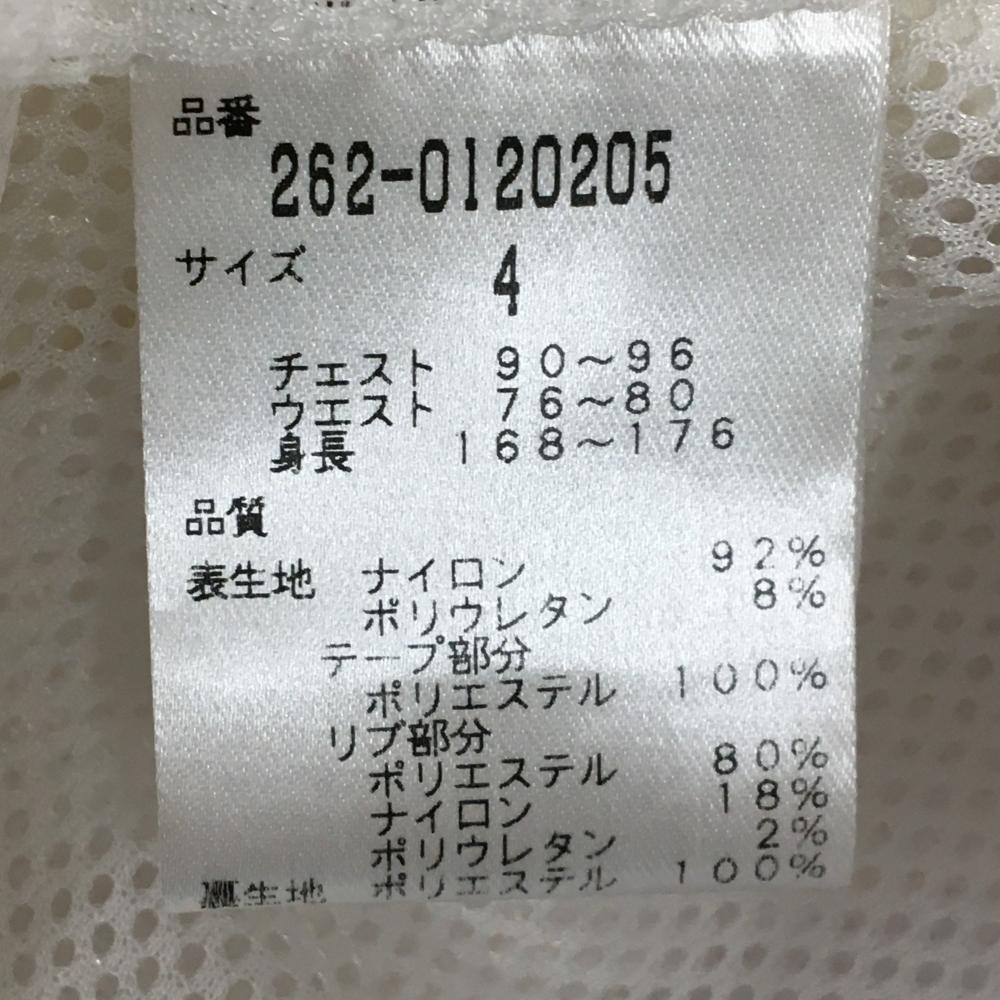 品番
262-0120205
サイズ 4
チェスト 90～96
ウエスト 76～80
身長 168～176
品質
表生地 ナイロン 92%
ポリウレタン 8%
テープ部分
ポリエステル 100%
リブ部分
ポリエステル 80%
ナイロン 18%
ポリウレタン 2%
裏生地 ポリエステル 100%